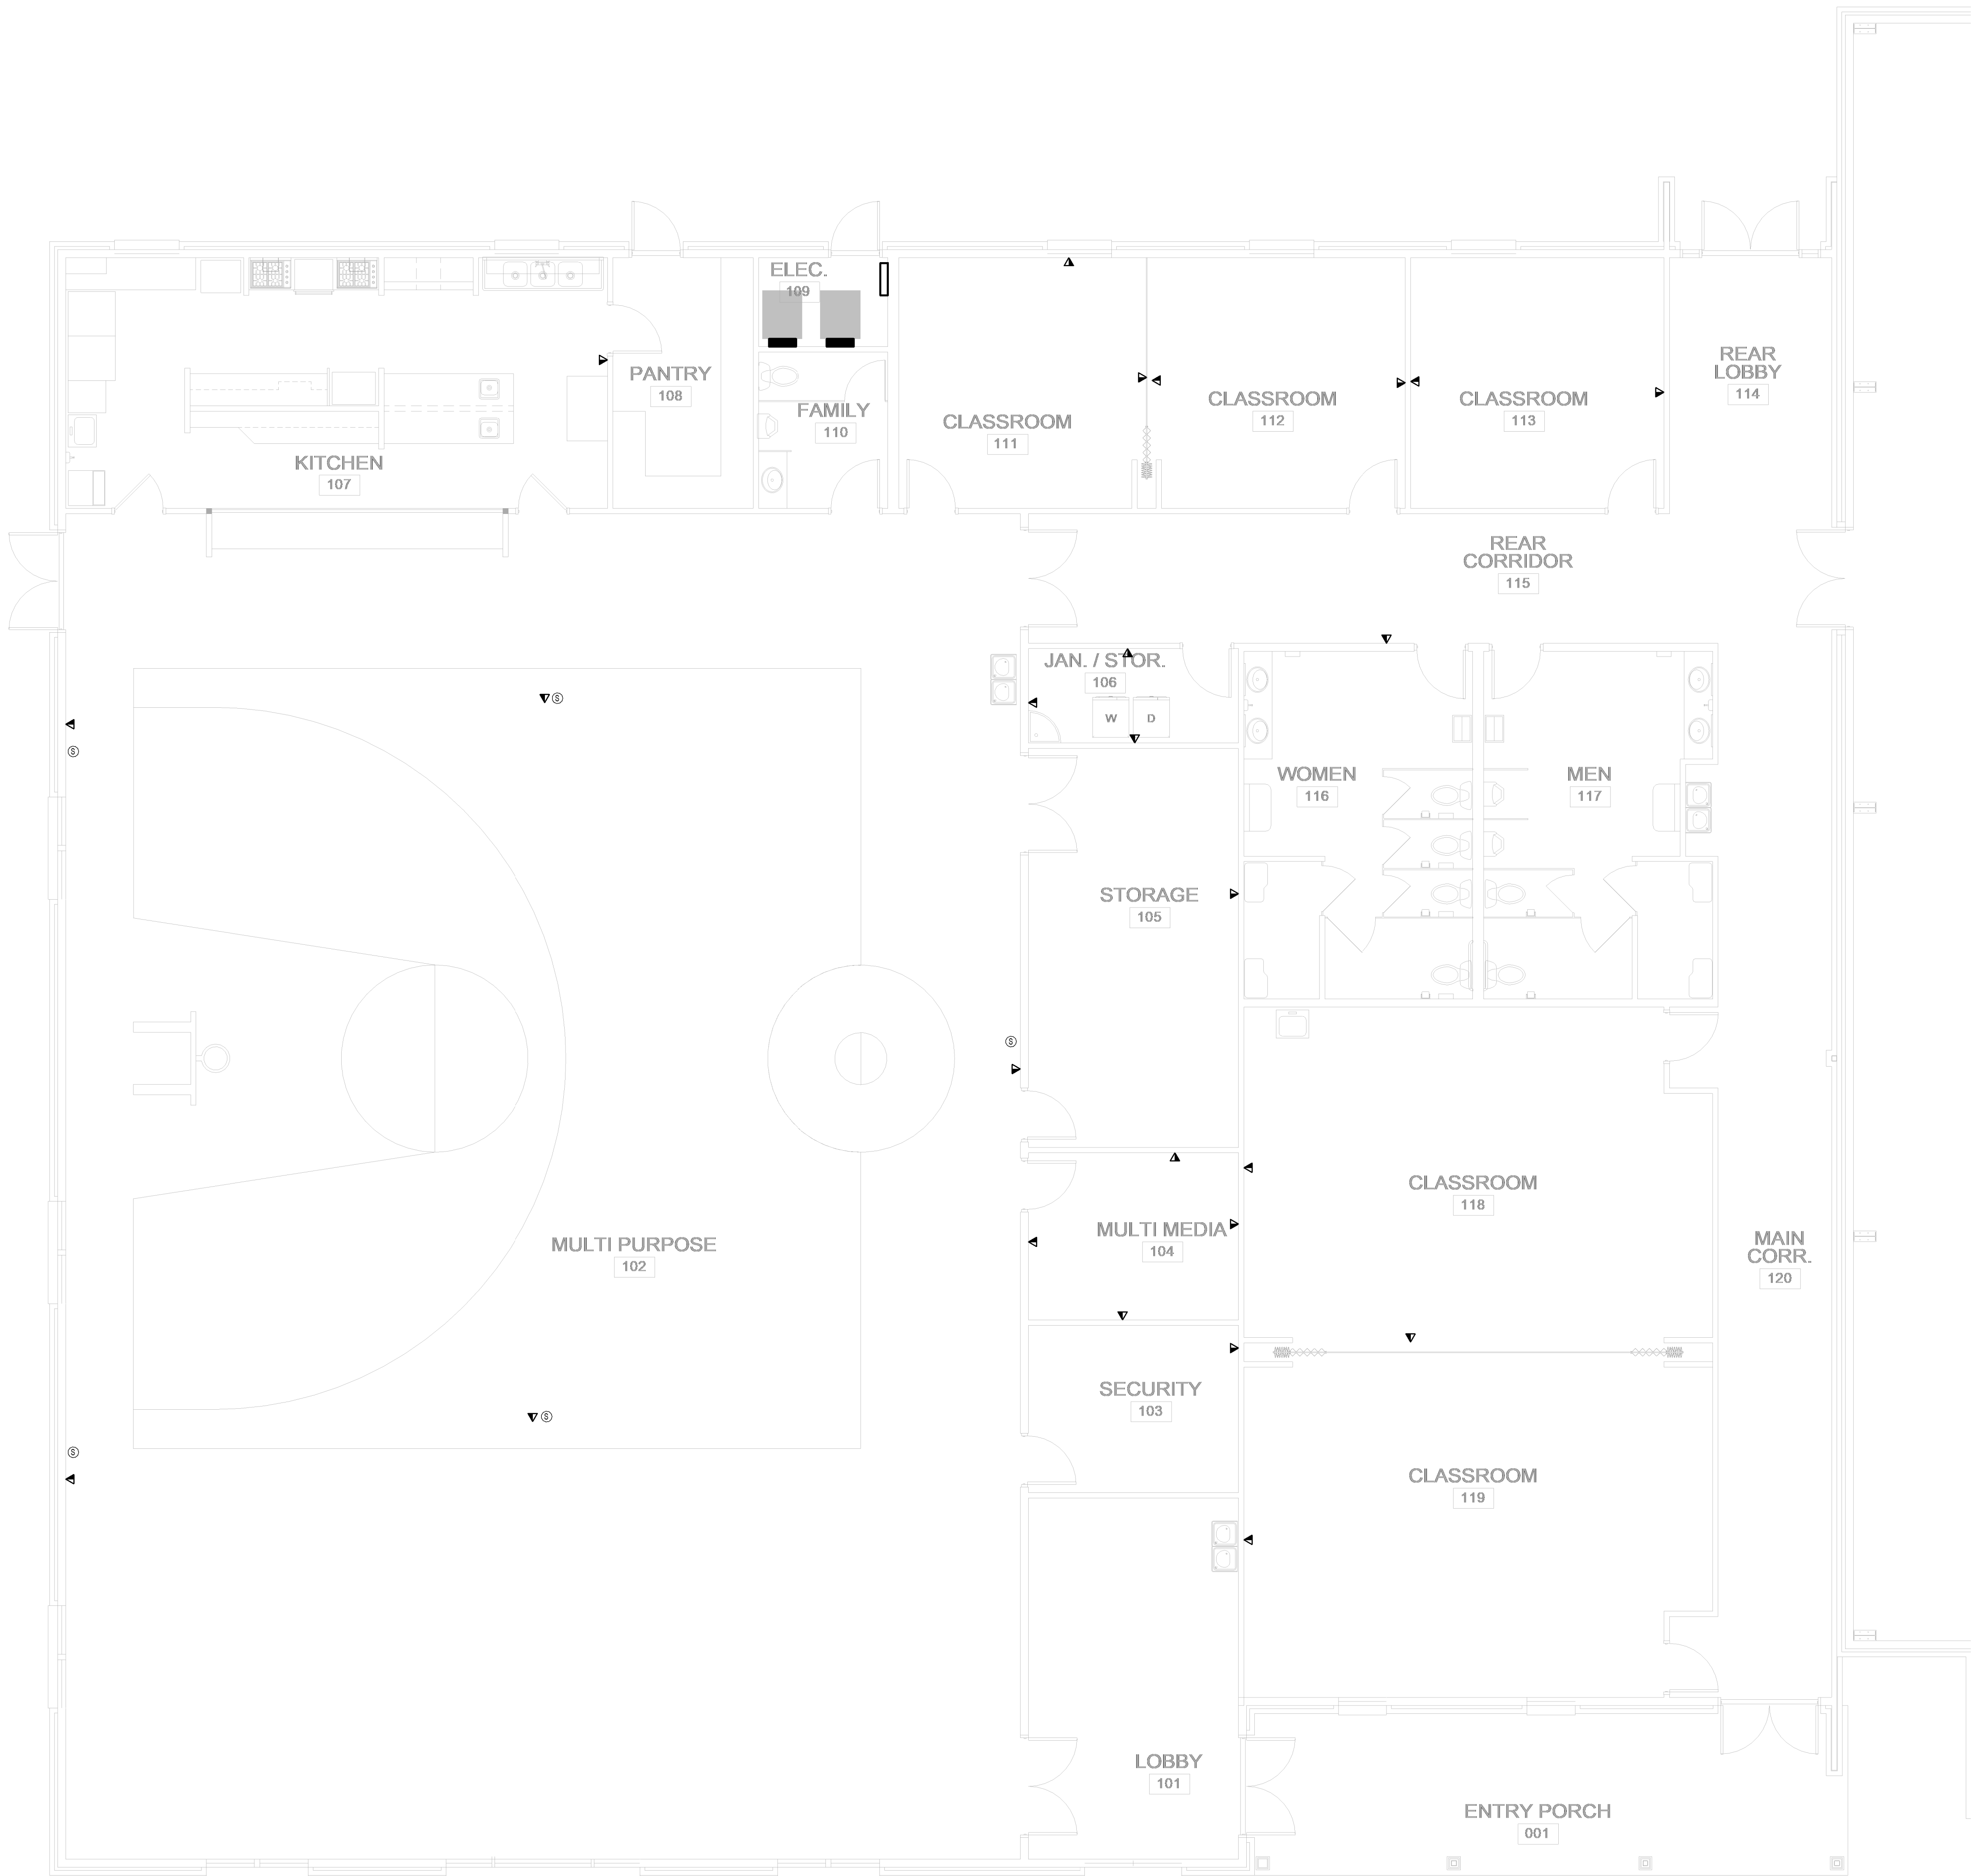 ELEC.
109
REAR
LOBBY
114
PANTRY
108
FAMILY
110
CLASSROOM
111
CLASSROOM
112
CLASSROOM
113
KITCHEN
107
REAR
CORRIDOR
115
JAN. / STOR.
106
W
D
S
S
WOMEN
116
MEN
117
STORAGE
105
S
CLASSROOM
118
MULTI MEDIA
104
MULTI PURPOSE
102
MAIN
CORR.
120
SECURITY
103
S
S
CLASSROOM
119
LOBBY
101
ENTRY PORCH
001